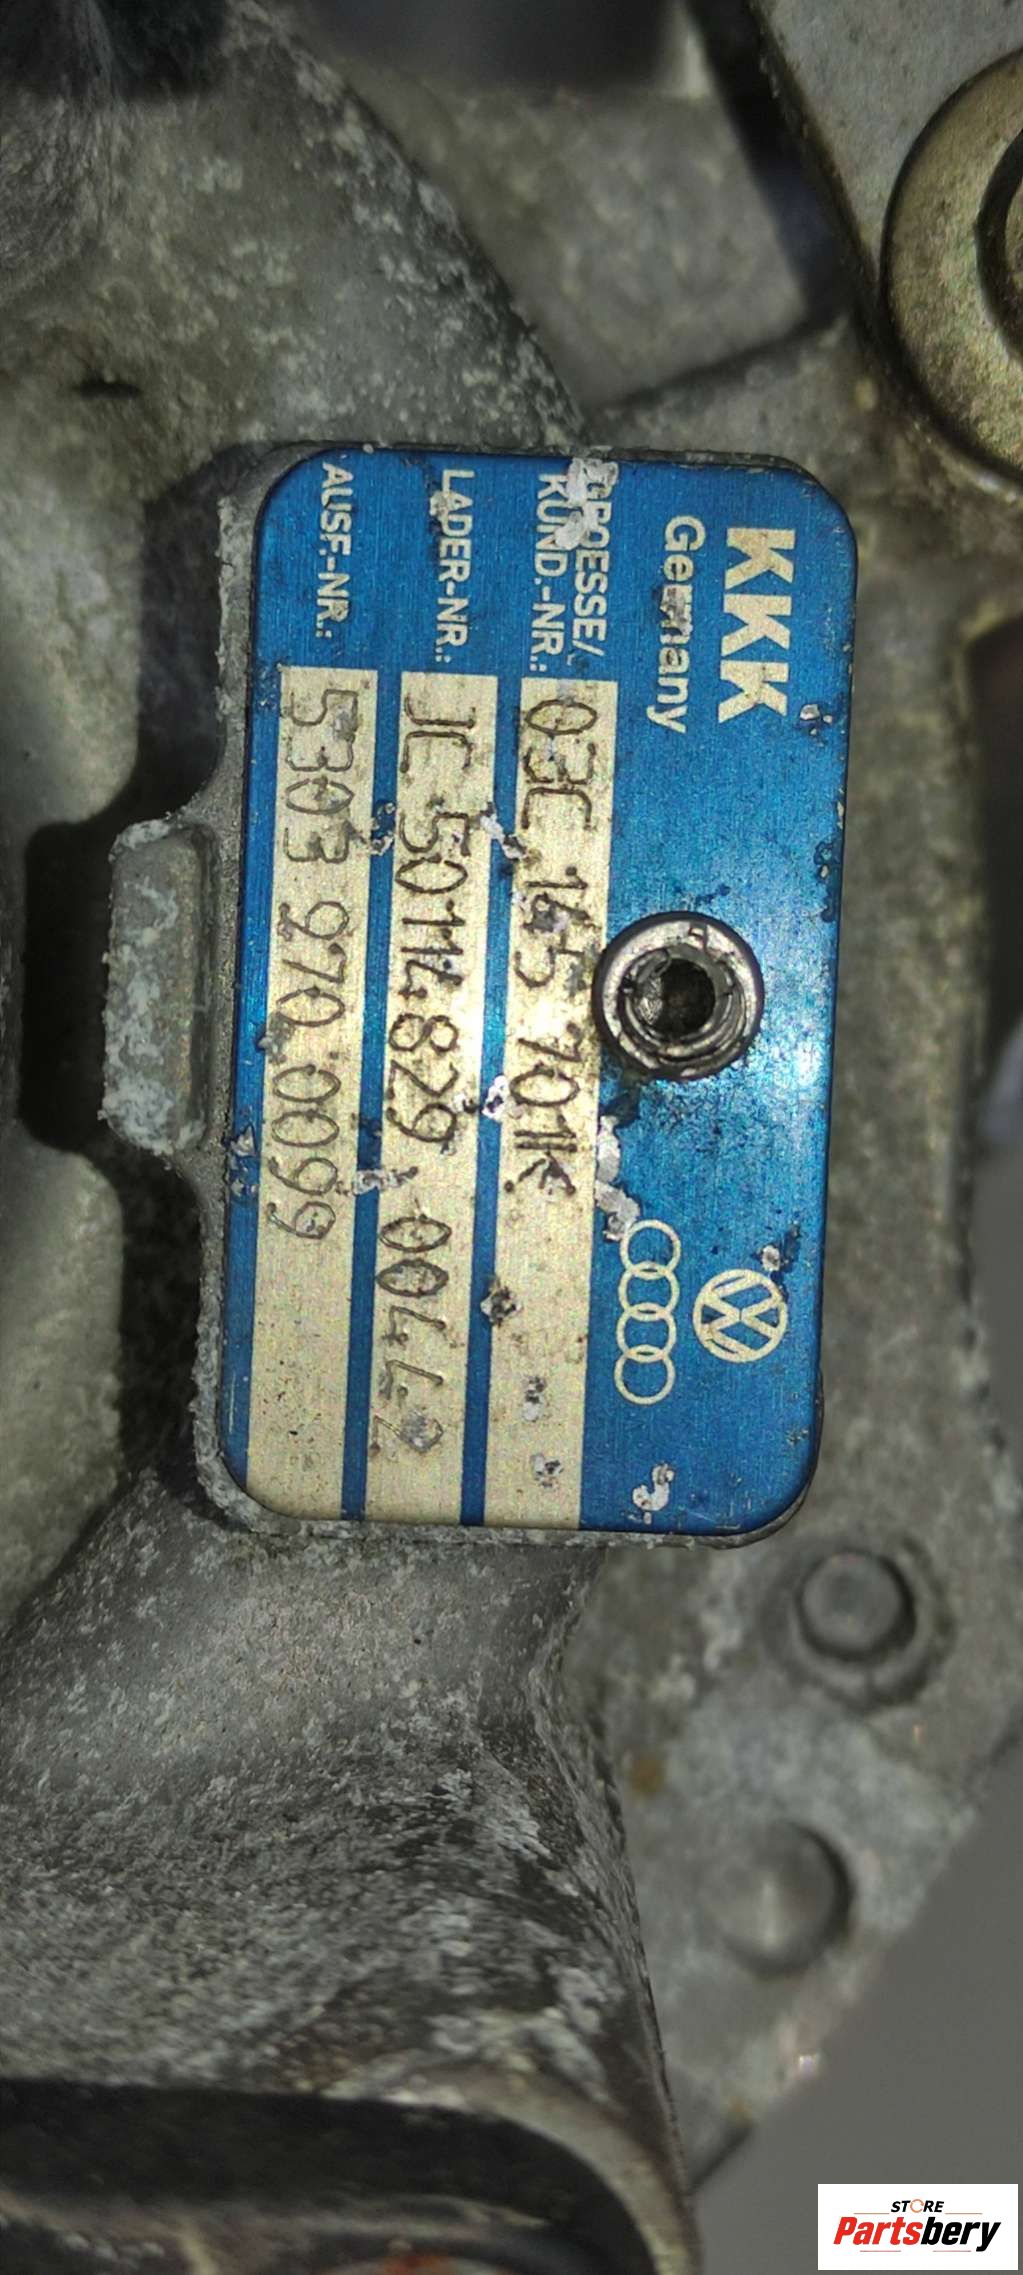 KKK
Germany
GROESSE/
KUND.-NR.: 03C 145 701K
LADER-NR.: JC 50114829 00442
AUSF.-NR.: 5303 970 0099
STORE
Partsbery